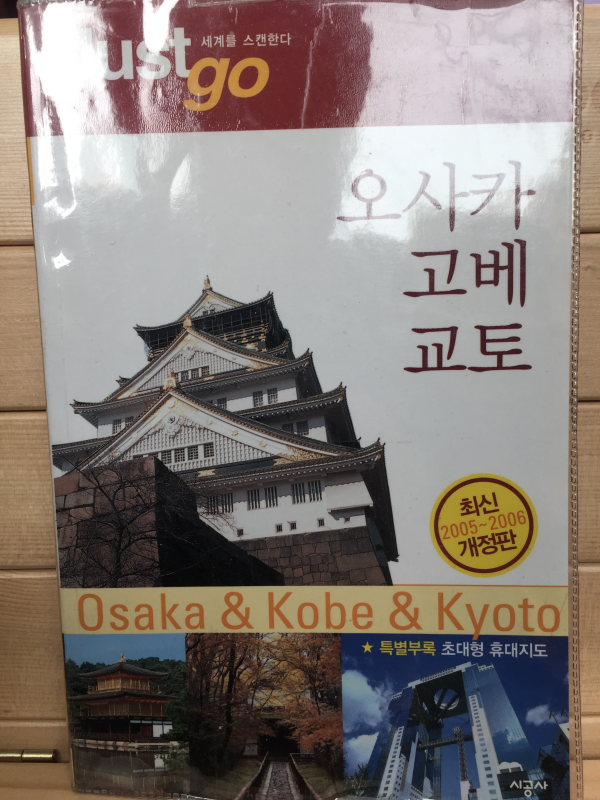 Just
세계를 스캔한다
go
오사카
고베
교토
최신
2005~2006
개정판
Osaka & Kobe & Kyoto
★ 특별부록 초대형 휴대지도
시공사